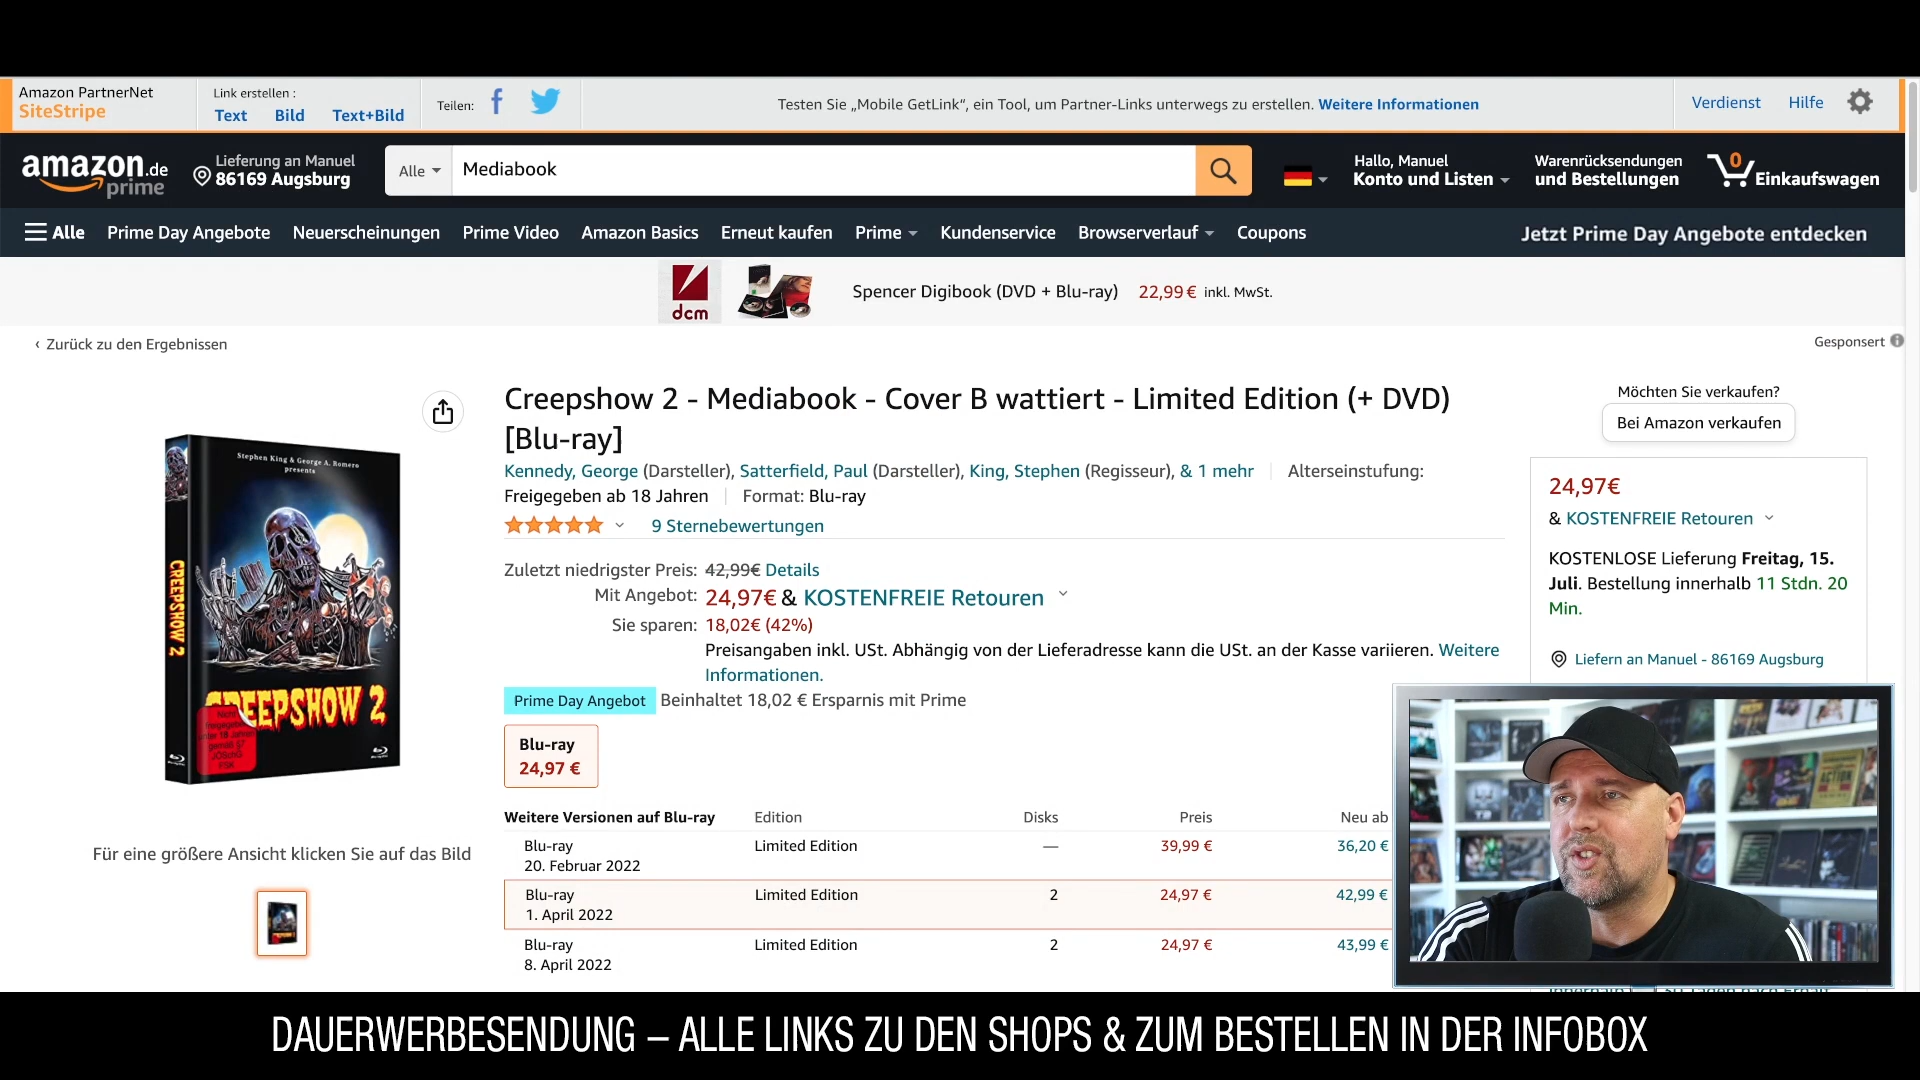 Amazon PartnerNet
SiteStripe
Link erstellen :
Text Bild Text+Bild
Teilen:
Testen Sie „Mobile GetLink“, ein Tool, um Partner-Links unterwegs zu erstellen. Weitere Informationen
Verdienst Hilfe
amazon.de
prime
Lieferung an Manuel
86169 Augsburg
Alle
Mediabook
Hallo, Manuel
Konto und Listen
Warenrücksendungen
und Bestellungen
0
Einkaufswagen
Alle Prime Day Angebote Neuerscheinungen Prime Video Amazon Basics Erneut kaufen Prime Kundenservice Browserverlauf Coupons
Jetzt Prime Day Angebote entdecken
dcm
Spencer Digibook (DVD + Blu-ray) 22,99 € inkl. MwSt.
‹ Zurück zu den Ergebnissen
Gesponsert
Creepshow 2 - Mediabook - Cover B wattiert - Limited Edition (+ DVD)
[Blu-ray]
Kennedy, George (Darsteller), Satterfield, Paul (Darsteller), King, Stephen (Regisseur), & 1 mehr Alterseinstufung:
Freigegeben ab 18 Jahren Format: Blu-ray
9 Sternebewertungen
Zuletzt niedrigster Preis: 42,99€ Details
Mit Angebot: 24,97€ & KOSTENFREIE Retouren
Sie sparen: 18,02€ (42%)
Preisangaben inkl. USt. Abhängig von der Lieferadresse kann die USt. an der Kasse variieren. Weitere
Informationen.
Prime Day Angebot Beinhaltet 18,02 € Ersparnis mit Prime
Blu-ray
24,97 €
Weitere Versionen auf Blu-ray Edition Disks Preis Neu ab
Blu-ray Limited Edition — 39,99 € 36,20 €
20. Februar 2022
Blu-ray Limited Edition 2 24,97 € 42,99 €
1. April 2022
Blu-ray Limited Edition 2 24,97 € 43,99 €
8. April 2022
Stephen King & George A. Romero
presents
CREEPSHOW 2
CREEPSHOW 2
Für eine größere Ansicht klicken Sie auf das Bild
Möchten Sie verkaufen?
Bei Amazon verkaufen
24,97€
& KOSTENFREIE Retouren
KOSTENLOSE Lieferung Freitag, 15.
Juli. Bestellung innerhalb 11 Stdn. 20
Min.
Liefern an Manuel - 86169 Augsburg
DAUERWERBESENDUNG – ALLE LINKS ZU DEN SHOPS & ZUM BESTELLEN IN DER INFOBOX